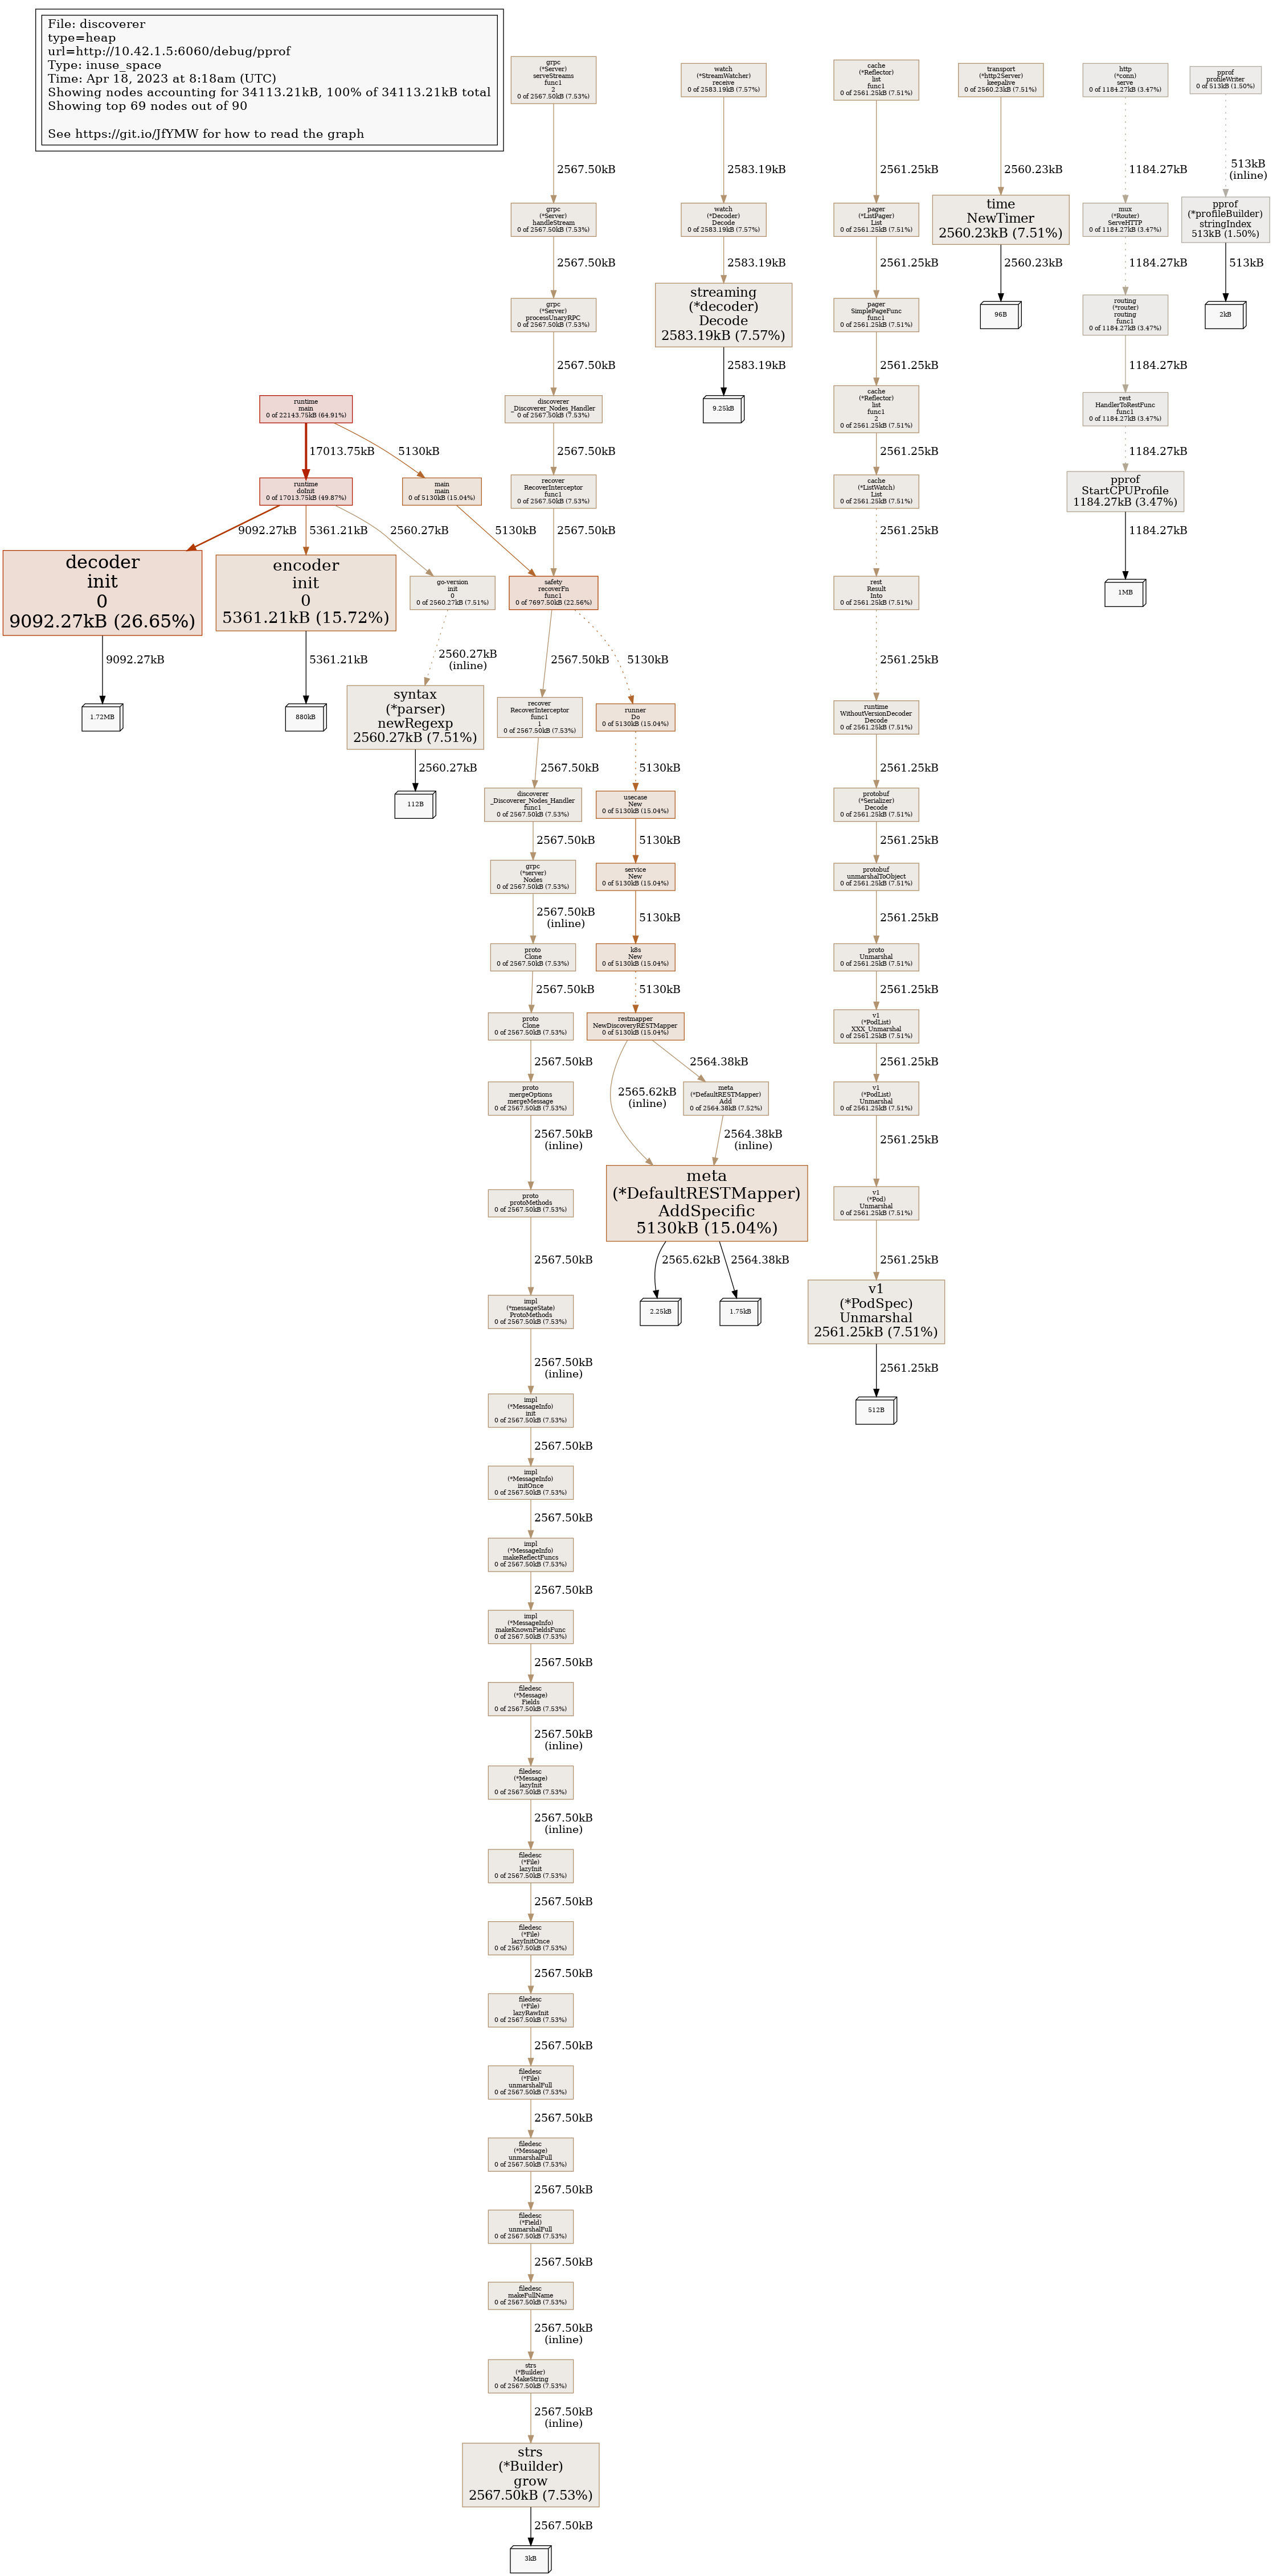 File: discoverer
type=heap
url=http://10.42.1.5:6060/debug/pprof
Type: inuse_space
Time: Apr 18, 2023 at 8:18am (UTC)
Showing nodes accounting for 34113.21kB, 100% of 34113.21kB total
Showing top 69 nodes out of 90
See https://git.io/JfYMW for how to read the graph
runtime
main
0 of 22143.75kB (64.91%)
17013.75kB
5130kB
runtime
doInit
0 of 17013.75kB (49.87%)
main
main
0 of 5130kB (15.04%)
9092.27kB
5361.21kB
2560.27kB
5130kB
decoder
init
0
9092.27kB (26.65%)
9092.27kB
1.72MB
encoder
init
0
5361.21kB (15.72%)
5361.21kB
880kB
go-version
init
0
0 of 2560.27kB (7.51%)
2560.27kB
(inline)
syntax
(*parser)
newRegexp
2560.27kB (7.51%)
2560.27kB
112B
grpc
(*Server)
serveStreams
func1
2
0 of 2567.50kB (7.53%)
2567.50kB
grpc
(*Server)
handleStream
0 of 2567.50kB (7.53%)
2567.50kB
grpc
(*Server)
processUnaryRPC
0 of 2567.50kB (7.53%)
2567.50kB
discoverer
_Discoverer_Nodes_Handler
0 of 2567.50kB (7.53%)
2567.50kB
recover
RecoverInterceptor
func1
0 of 2567.50kB (7.53%)
2567.50kB
safety
recoverFn
func1
0 of 7697.50kB (22.56%)
2567.50kB
5130kB
recover
RecoverInterceptor
func1
1
0 of 2567.50kB (7.53%)
2567.50kB
discoverer
_Discoverer_Nodes_Handler
func1
0 of 2567.50kB (7.53%)
2567.50kB
grpc
(*server)
Nodes
0 of 2567.50kB (7.53%)
2567.50kB
(inline)
proto
Clone
0 of 2567.50kB (7.53%)
2567.50kB
proto
Clone
0 of 2567.50kB (7.53%)
2567.50kB
proto
mergeOptions
mergeMessage
0 of 2567.50kB (7.53%)
2567.50kB
(inline)
proto
protoMethods
0 of 2567.50kB (7.53%)
2567.50kB
impl
(*messageState)
ProtoMethods
0 of 2567.50kB (7.53%)
2567.50kB
(inline)
impl
(*MessageInfo)
init
0 of 2567.50kB (7.53%)
2567.50kB
impl
(*MessageInfo)
initOnce
0 of 2567.50kB (7.53%)
2567.50kB
impl
(*MessageInfo)
makeReflectFuncs
0 of 2567.50kB (7.53%)
2567.50kB
impl
(*MessageInfo)
makeKnownFieldsFunc
0 of 2567.50kB (7.53%)
2567.50kB
filedesc
(*Message)
Fields
0 of 2567.50kB (7.53%)
2567.50kB
(inline)
filedesc
(*Message)
lazyInit
0 of 2567.50kB (7.53%)
2567.50kB
(inline)
filedesc
(*File)
lazyInit
0 of 2567.50kB (7.53%)
2567.50kB
filedesc
(*File)
lazyInitOnce
0 of 2567.50kB (7.53%)
2567.50kB
filedesc
(*File)
lazyRawInit
0 of 2567.50kB (7.53%)
2567.50kB
filedesc
(*File)
unmarshalFull
0 of 2567.50kB (7.53%)
2567.50kB
filedesc
(*Message)
unmarshalFull
0 of 2567.50kB (7.53%)
2567.50kB
filedesc
(*Field)
unmarshalFull
0 of 2567.50kB (7.53%)
2567.50kB
filedesc
makeFullName
0 of 2567.50kB (7.53%)
2567.50kB
(inline)
strs
(*Builder)
MakeString
0 of 2567.50kB (7.53%)
2567.50kB
(inline)
strs
(*Builder)
grow
2567.50kB (7.53%)
2567.50kB
3kB
runner
Do
0 of 5130kB (15.04%)
5130kB
usecase
New
0 of 5130kB (15.04%)
5130kB
service
New
0 of 5130kB (15.04%)
5130kB
k8s
New
0 of 5130kB (15.04%)
5130kB
restmapper
NewDiscoveryRESTMapper
0 of 5130kB (15.04%)
2565.62kB
(inline)
2564.38kB
meta
(*DefaultRESTMapper)
Add
0 of 2564.38kB (7.52%)
2564.38kB
(inline)
meta
(*DefaultRESTMapper)
AddSpecific
5130kB (15.04%)
2565.62kB
2564.38kB
2.25kB
1.75kB
watch
(*StreamWatcher)
receive
0 of 2583.19kB (7.57%)
2583.19kB
watch
(*Decoder)
Decode
0 of 2583.19kB (7.57%)
2583.19kB
streaming
(*decoder)
Decode
2583.19kB (7.57%)
2583.19kB
9.25kB
cache
(*Reflector)
list
func1
0 of 2561.25kB (7.51%)
2561.25kB
pager
(*ListPager)
List
0 of 2561.25kB (7.51%)
2561.25kB
pager
SimplePageFunc
func1
0 of 2561.25kB (7.51%)
2561.25kB
cache
(*Reflector)
list
func1
2
0 of 2561.25kB (7.51%)
2561.25kB
cache
(*ListWatch)
List
0 of 2561.25kB (7.51%)
2561.25kB
rest
Result
Into
0 of 2561.25kB (7.51%)
2561.25kB
runtime
WithoutVersionDecoder
Decode
0 of 2561.25kB (7.51%)
2561.25kB
protobuf
(*Serializer)
Decode
0 of 2561.25kB (7.51%)
2561.25kB
protobuf
unmarshalToObject
0 of 2561.25kB (7.51%)
2561.25kB
proto
Unmarshal
0 of 2561.25kB (7.51%)
2561.25kB
v1
(*PodList)
XXX_Unmarshal
0 of 2561.25kB (7.51%)
2561.25kB
v1
(*PodList)
Unmarshal
0 of 2561.25kB (7.51%)
2561.25kB
v1
(*Pod)
Unmarshal
0 of 2561.25kB (7.51%)
2561.25kB
v1
(*PodSpec)
Unmarshal
2561.25kB (7.51%)
2561.25kB
512B
transport
(*http2Server)
keepalive
0 of 2560.23kB (7.51%)
2560.23kB
time
NewTimer
2560.23kB (7.51%)
2560.23kB
96B
http
(*conn)
serve
0 of 1184.27kB (3.47%)
1184.27kB
mux
(*Router)
ServeHTTP
0 of 1184.27kB (3.47%)
1184.27kB
routing
(*router)
routing
func1
0 of 1184.27kB (3.47%)
1184.27kB
rest
HandlerToRestFunc
func1
0 of 1184.27kB (3.47%)
1184.27kB
pprof
StartCPUProfile
1184.27kB (3.47%)
1184.27kB
1MB
pprof
profileWriter
0 of 513kB (1.50%)
513kB
(inline)
pprof
(*profileBuilder)
stringIndex
513kB (1.50%)
513kB
2kB